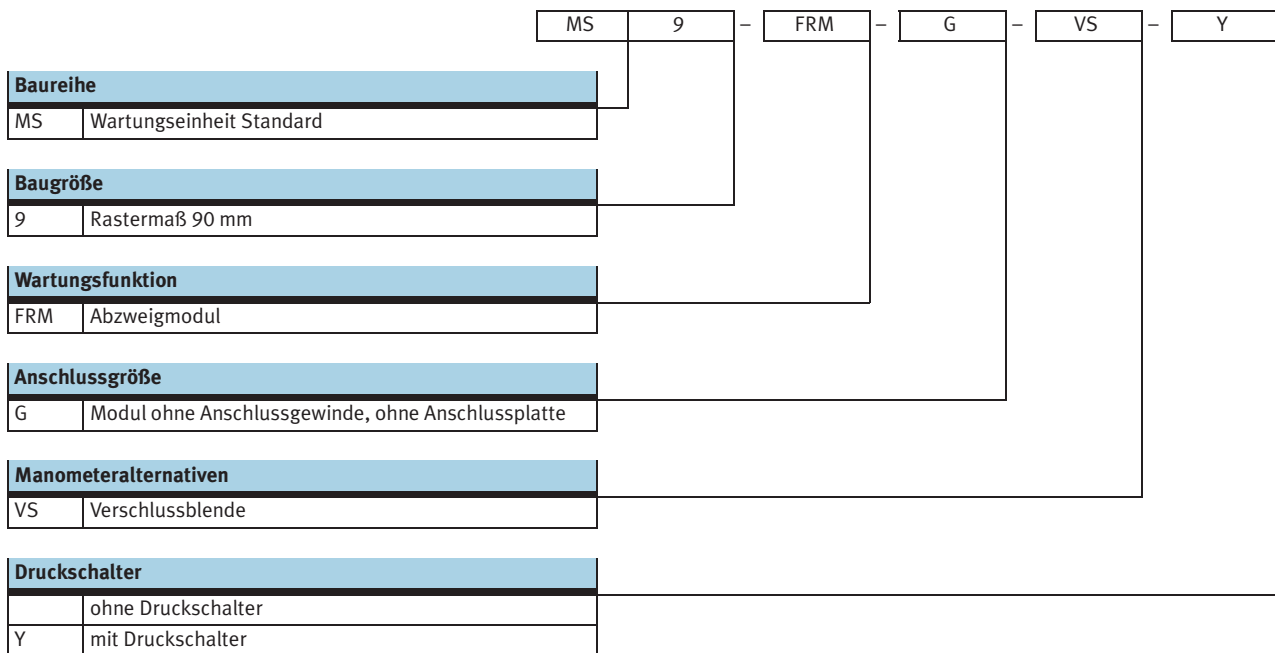 MS 9 – FRM – G – VS – Y
Baureihe
MS Wartungseinheit Standard
Baugröße
9 Rastermaß 90 mm
Wartungsfunktion
FRM Abzweigmodul
Anschlussgröße
G Modul ohne Anschlussgewinde, ohne Anschlussplatte
Manometeralternativen
VS Verschlussblende
Druckschalter
ohne Druckschalter
Y mit Druckschalter